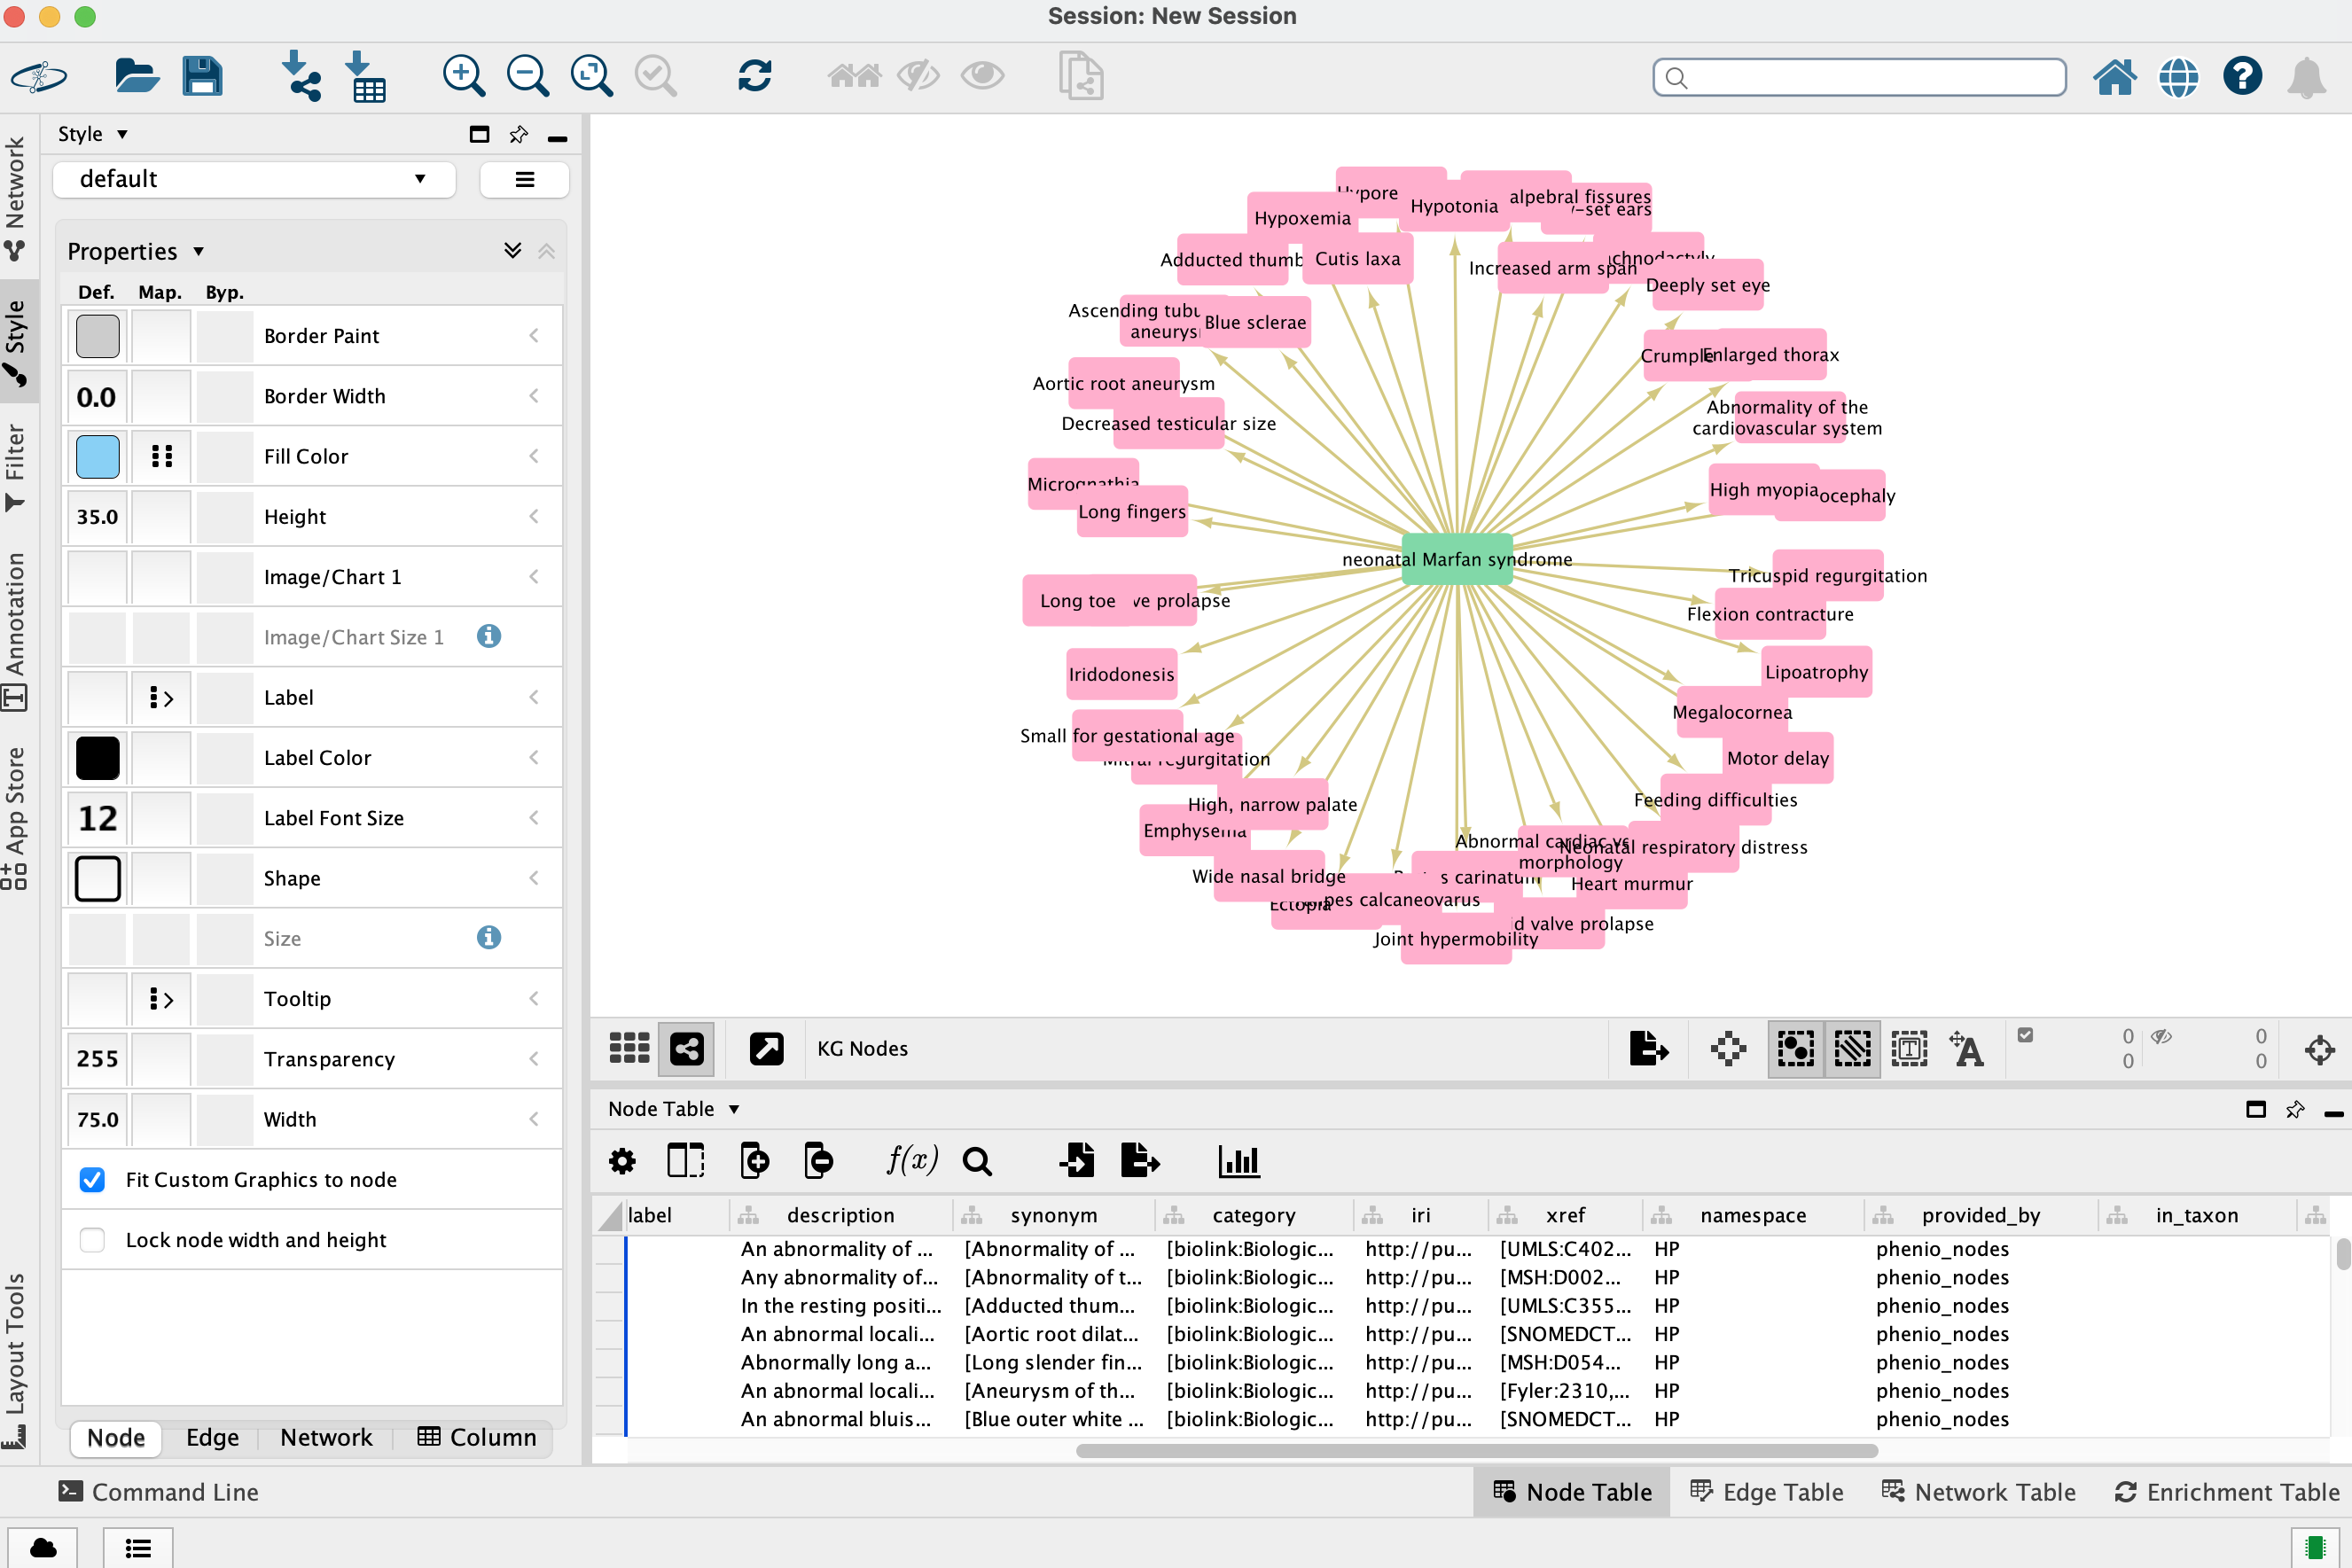 Session: New Session
Network
Style
Filter
Annotation
App Store
Layout Tools
Style
default
Properties
Def. Map. Byp.
Border Paint
0.0 Border Width
Fill Color
35.0 Height
Image/Chart 1
Image/Chart Size 1
Label
Label Color
12 Label Font Size
Shape
Size
Tooltip
255 Transparency
75.0 Width
Fit Custom Graphics to node
Lock node width and height
Node Edge Network Column
Hypore
Hypotonia
alpebral fissures
-set ears
Hypoxemia
Adducted thumb
Cutis laxa
Increased arm span
chnodactyly
Deeply set eye
Ascending tubu
aneurys
Blue sclerae
Crumple
Enlarged thorax
Aortic root aneurysm
Decreased testicular size
Abnormality of the
cardiovascular system
Micrognathia
Long fingers
High myopia
ocephaly
neonatal Marfan syndrome
Tricuspid regurgitation
Long toe
ve prolapse
Flexion contracture
Iridodonesis
Lipoatrophy
Megalocornea
Small for gestational age
Mitral regurgitation
Motor delay
High, narrow palate
Emphysema
Feeding difficulties
Abnormal cardiac ve
morphology
Neonatal respiratory distress
Wide nasal bridge
s carinatum
Heart murmur
Ectopia
pes calcaneovarus
d valve prolapse
Joint hypermobility
KG Nodes
0 0
0 0
Node Table
f(x)
label description synonym category iri xref namespace provided_by in_taxon
An abnormality of ... [Abnormality of ... [biolink:Biologic... http://pu... [UMLS:C402... HP phenio_nodes
Any abnormality of... [Abnormality of t... [biolink:Biologic... http://pu... [MSH:D002... HP phenio_nodes
In the resting positi... [Adducted thum... [biolink:Biologic... http://pu... [UMLS:C355... HP phenio_nodes
An abnormal locali... [Aortic root dilat... [biolink:Biologic... http://pu... [SNOMEDCT... HP phenio_nodes
Abnormally long a... [Long slender fin... [biolink:Biologic... http://pu... [MSH:D054... HP phenio_nodes
An abnormal locali... [Aneurysm of th... [biolink:Biologic... http://pu... [Fyler:2310,... HP phenio_nodes
An abnormal bluis... [Blue outer white ... [biolink:Biologic... http://pu... [SNOMEDCT... HP phenio_nodes
Command Line
Node Table Edge Table Network Table Enrichment Table